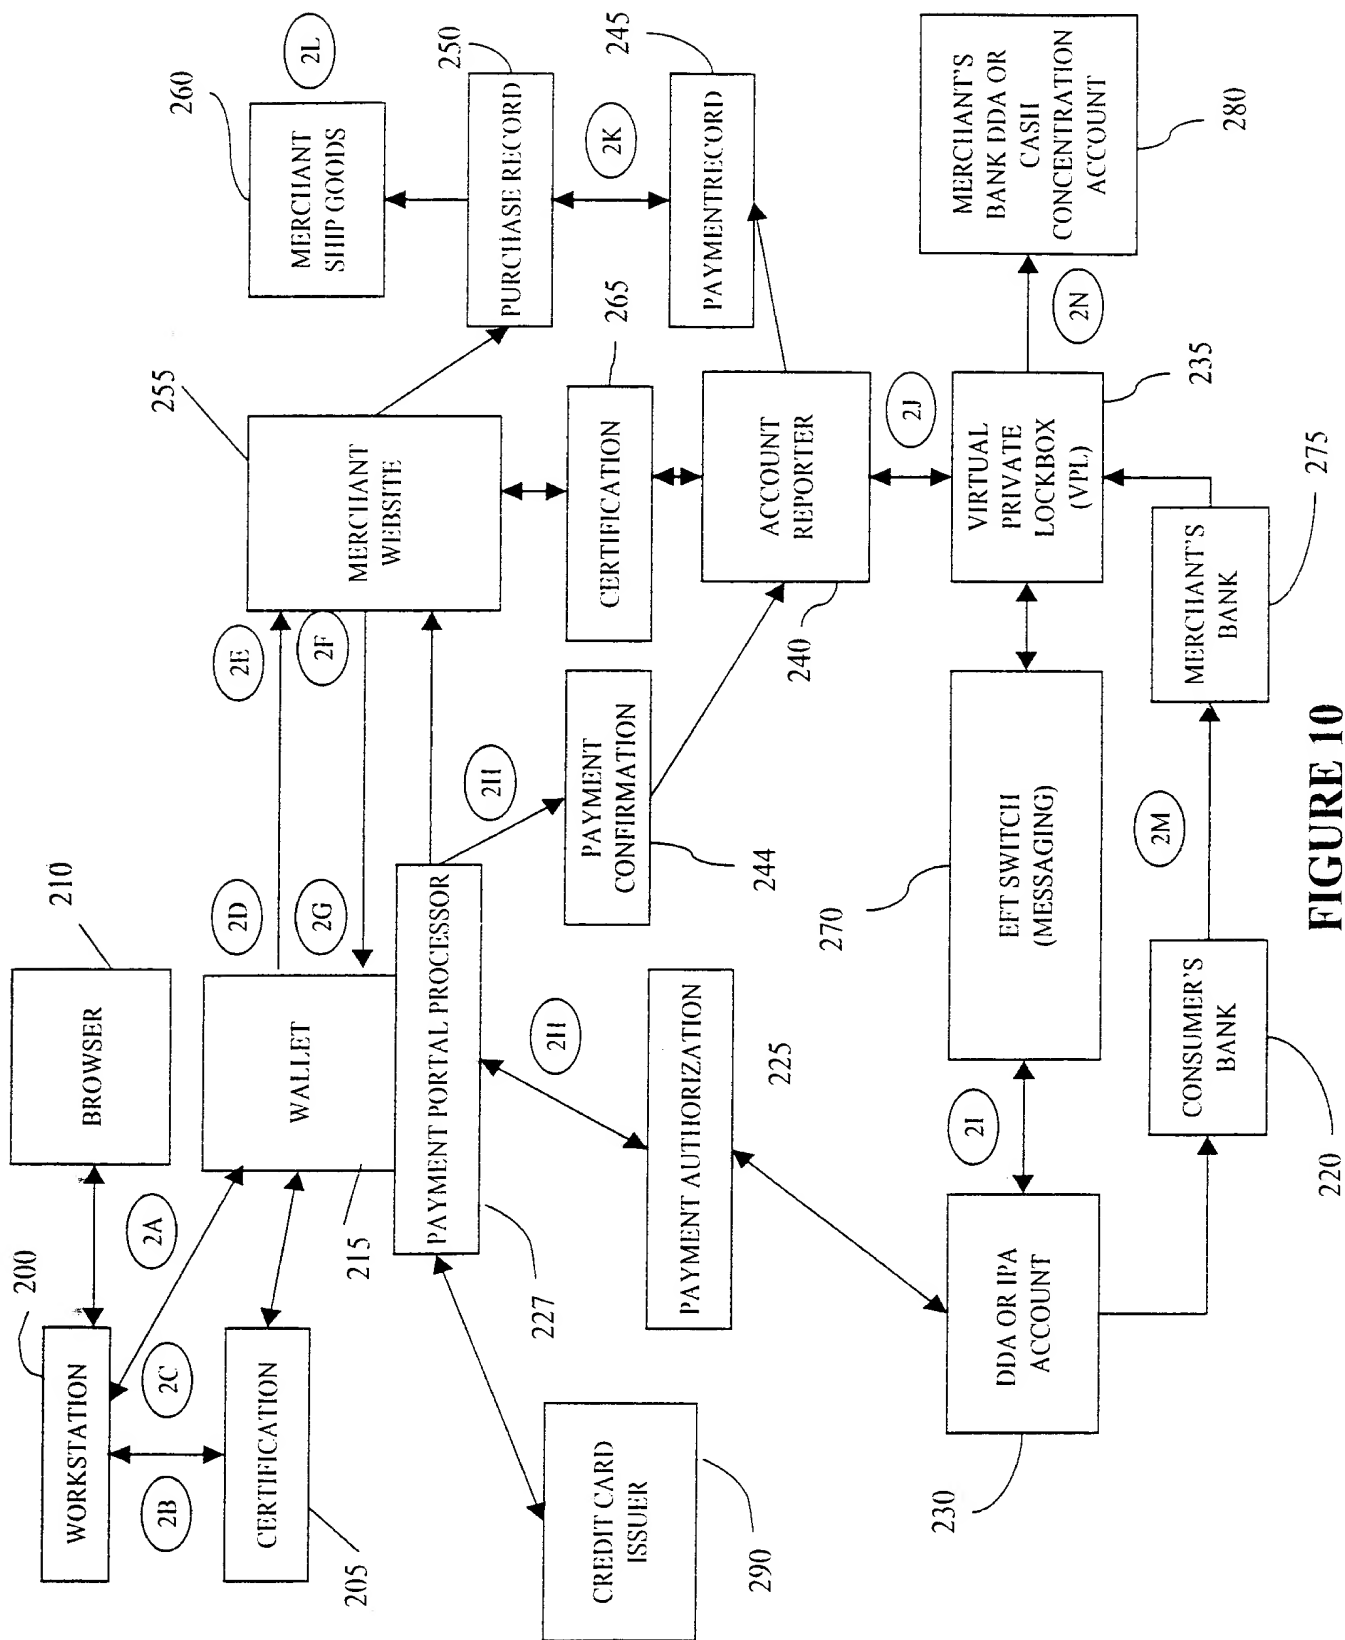 WORKSTATION
200
2A
BROWSER
210
2B
2C
CERTIFICATION
205
WALLET
215
2D
2E
2G
2F
MERCHANT
WEBSITE
255
MERCHANT
SHIP GOODS
260
2L
PURCHASE RECORD
250
2K
PAYMENTRECORD
245
PAYMENT PORTAL PROCESSOR
227
2H
PAYMENT
CONFIRMATION
244
CERTIFICATION
265
CREDIT CARD
ISSUER
290
2H
PAYMENT AUTHORIZATION
225
ACCOUNT
REPORTER
240
2J
DDA OR IPA
ACCOUNT
230
2I
EFT SWITCH
(MESSAGING)
270
VIRTUAL
PRIVATE
LOCKBOX
(VPL)
235
2N
MERCHANT'S
BANK DDA OR
CASH
CONCENTRATION
ACCOUNT
280
CONSUMER'S
BANK
220
2M
MERCHANT'S
BANK
275
FIGURE 10